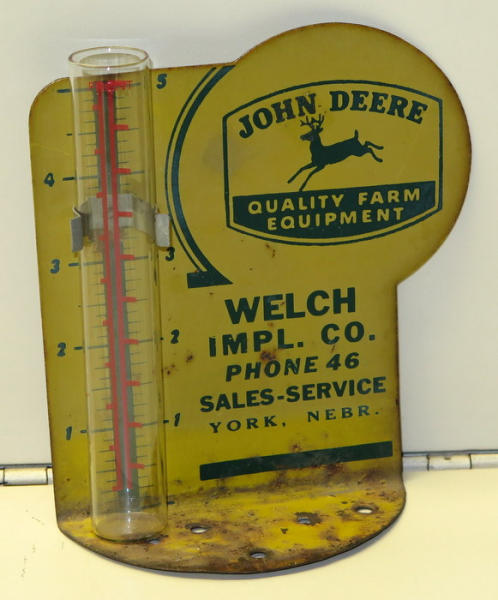 JOHN DEERE
QUALITY FARM
EQUIPMENT
WELCH
IMPL. CO.
PHONE 46
SALES-SERVICE
YORK, NEBR.
5 5
4
3 3
2 2
1 1